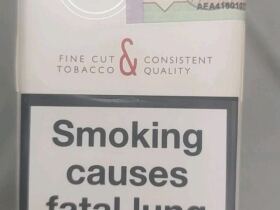 FINE CUT & CONSISTENT
TOBACCO QUALITY
Smoking
causes
fatal lung